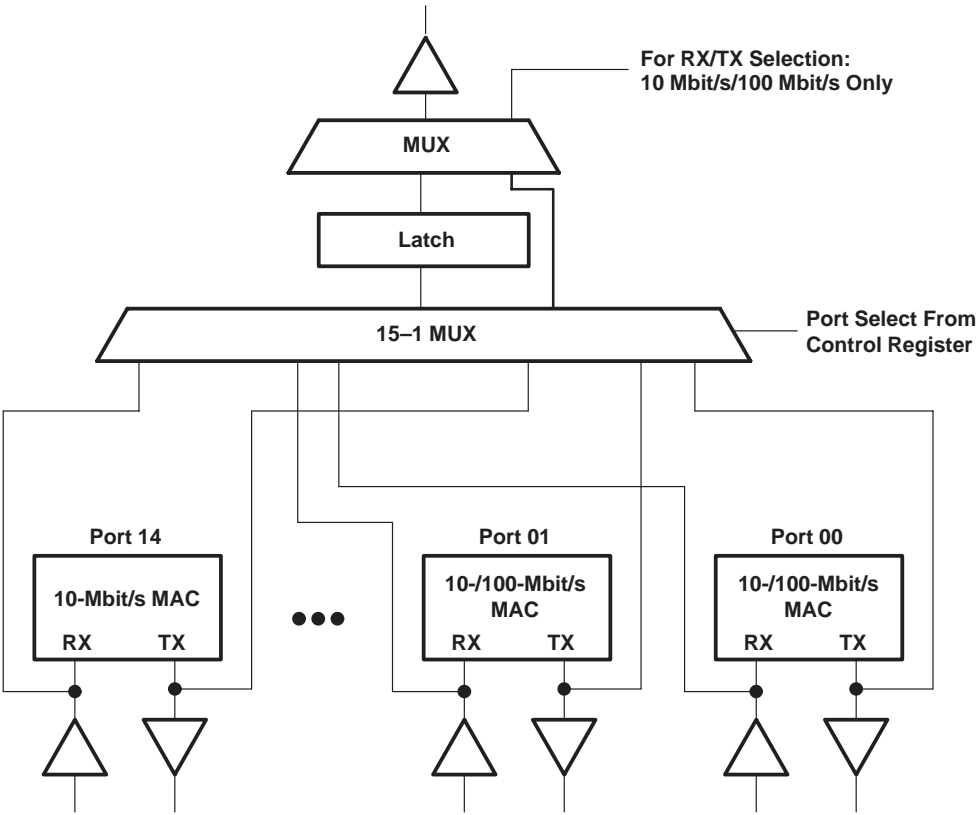 For RX/TX Selection:
10 Mbit/s/100 Mbit/s Only
MUX
Latch
15–1 MUX
Port Select From
Control Register
Port 14
Port 01
Port 00
10-Mbit/s MAC
RX TX
10-/100-Mbit/s
MAC
RX TX
10-/100-Mbit/s
MAC
RX TX